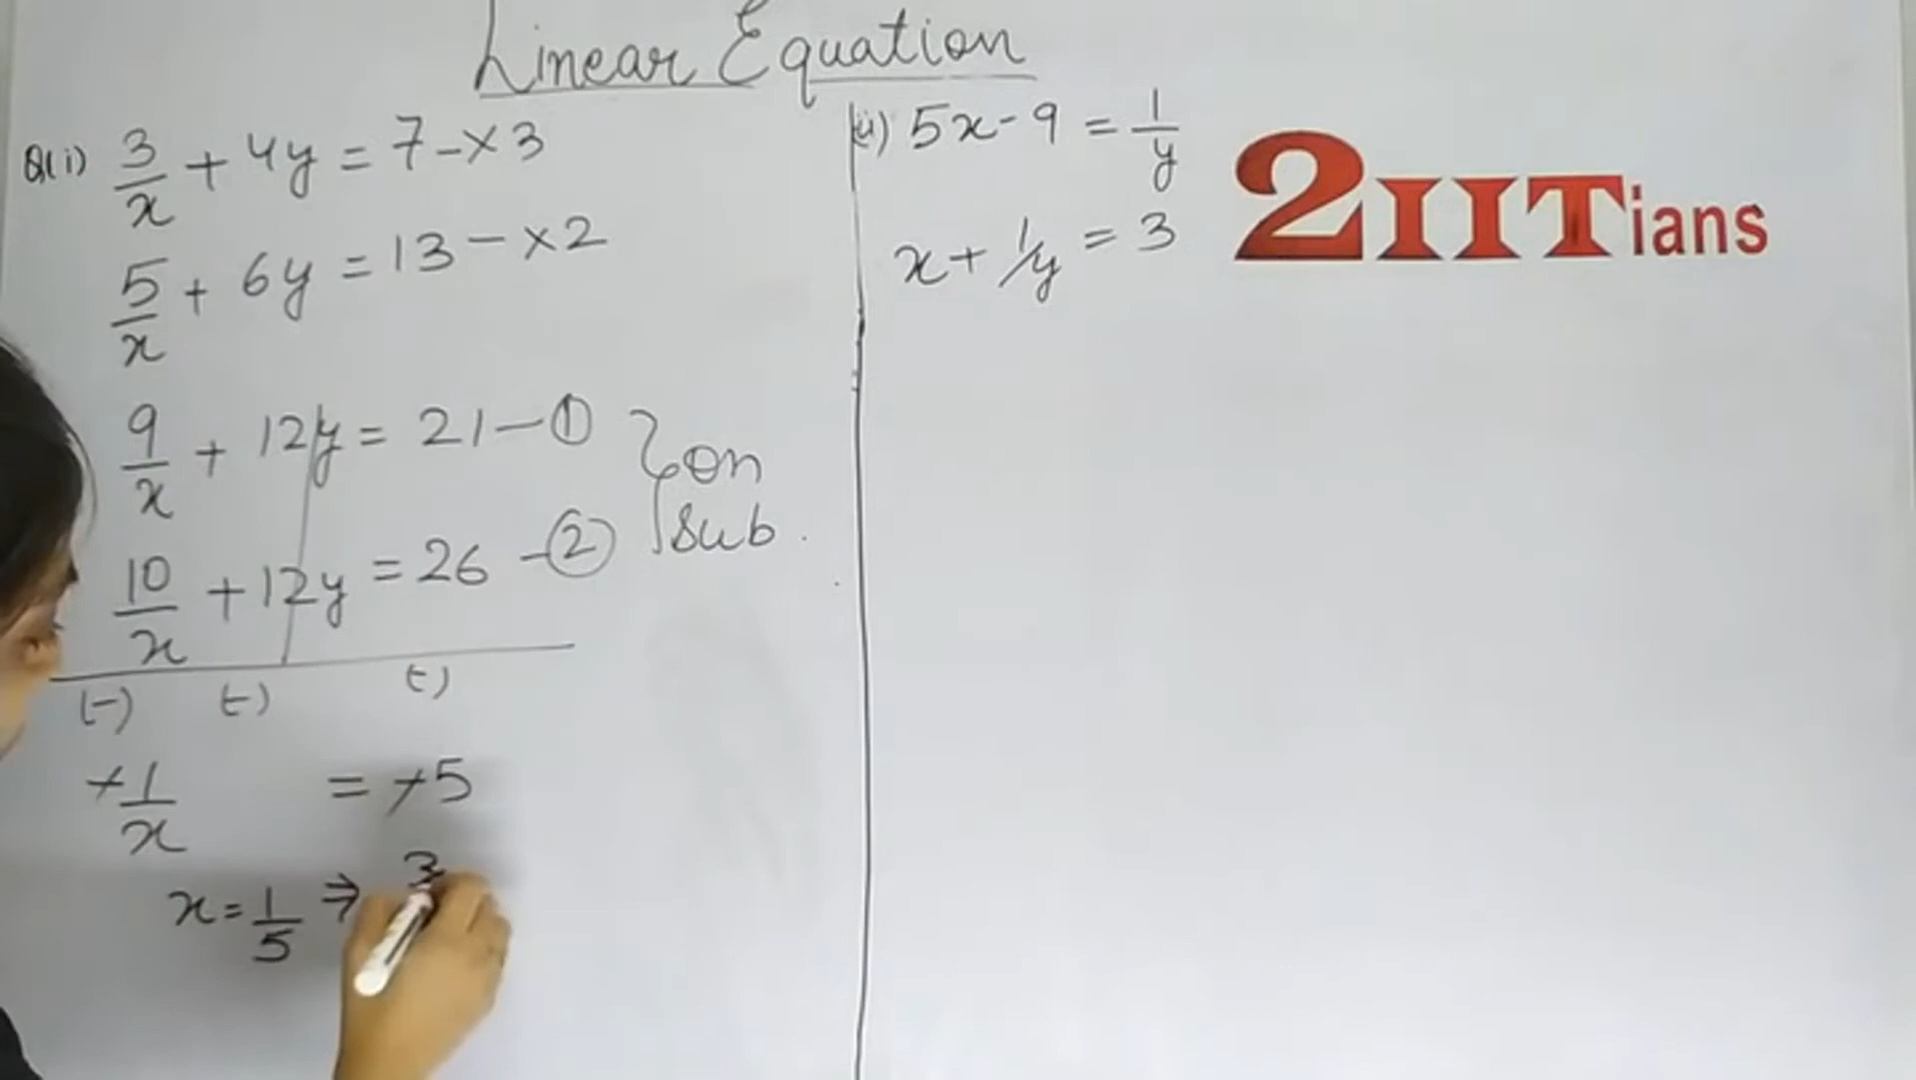 Linear Equation
Q(i) 3/x + 4y = 7 - ×3
5/x + 6y = 13 - ×2
9/x + 12y = 21 - ①
10/x + 12y = 26 - ②
on
sub.
(-) (-) (-)
+1/x = +5
x = 1/5 ⇒ 3
(ii) 5x - 9 = 1/y
x + 1/y = 3
2IITians